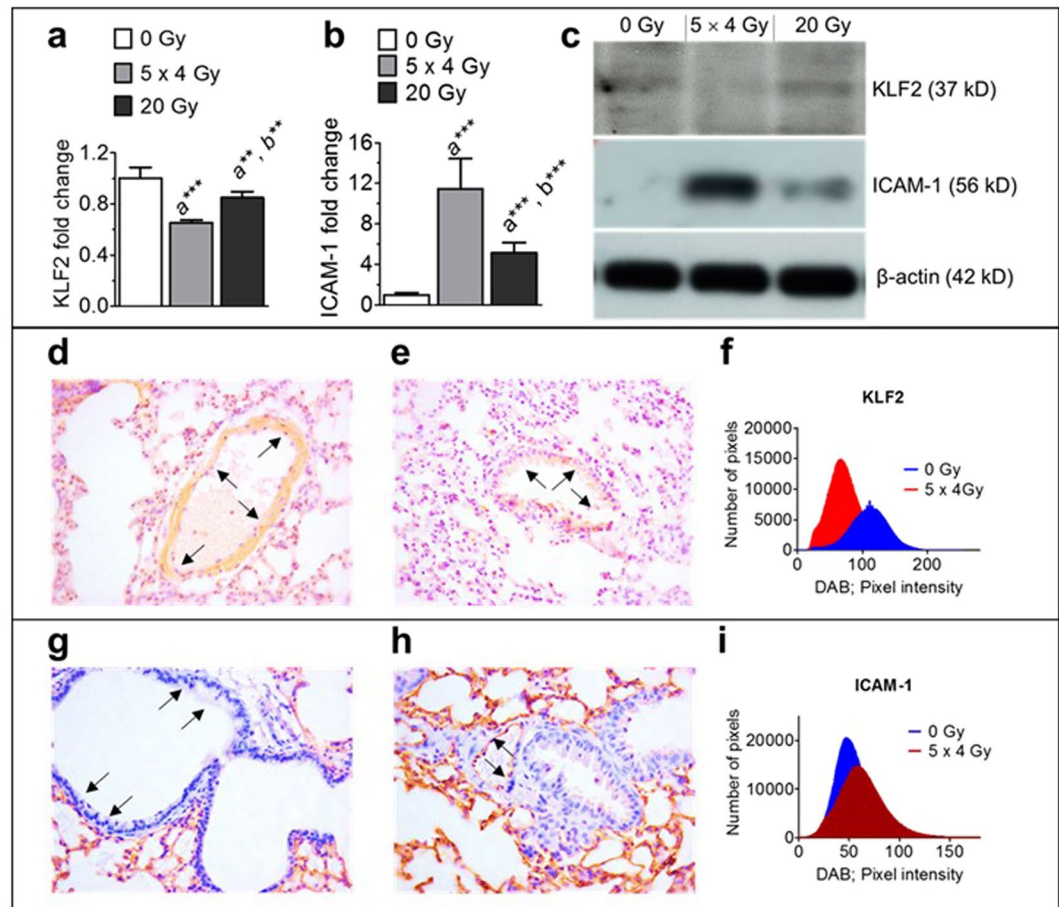 a
0 Gy
5 x 4 Gy
20 Gy
KLF2 fold change
1.2
0.8
0.4
0.0
a***
a**, b**
b
0 Gy
5 x 4 Gy
20 Gy
ICAM-1 fold change
16
12
8
4
0
a***
a***, b***
c
0 Gy 5 × 4 Gy 20 Gy
KLF2 (37 kD)
ICAM-1 (56 kD)
β-actin (42 kD)
d
e
f
KLF2
Number of pixels
20000
15000
10000
5000
0
0 100 200
DAB; Pixel intensity
0 Gy
5 x 4Gy
g
h
i
ICAM-1
Number of pixels
20000
10000
0
0 50 100 150
DAB; Pixel intensity
0 Gy
5 x 4 Gy